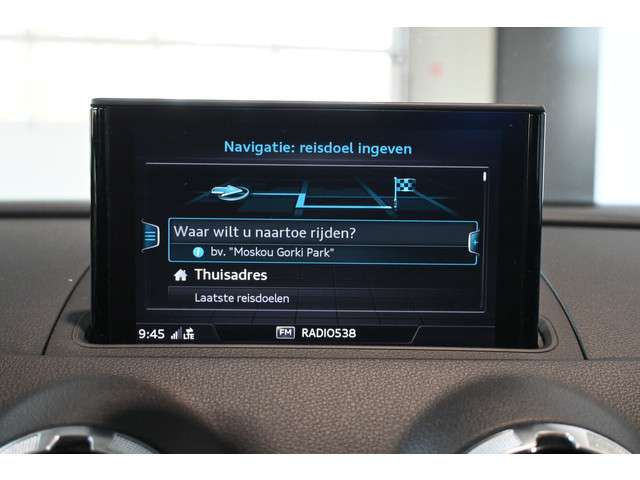 Navigatie: reisdoel ingeven
Waar wilt u naartoe rijden?
bv. "Moskou Gorki Park"
Thuisadres
Laatste reisdoelen
9:45 LTE FM RADIO538